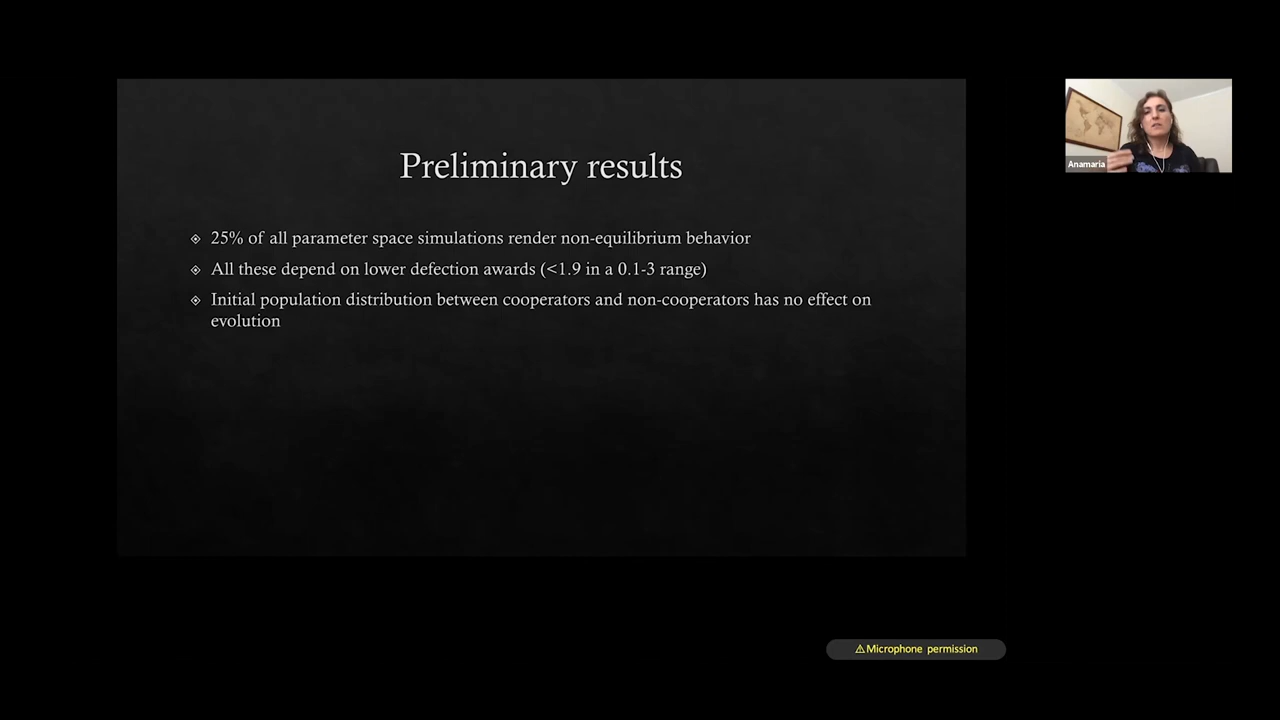 Preliminary results
25% of all parameter space simulations render non-equilibrium behavior
All these depend on lower defection awards (<1.9 in a 0.1-3 range)
Initial population distribution between cooperators and non-cooperators has no effect on
evolution
Anamaria
⚠Microphone permission